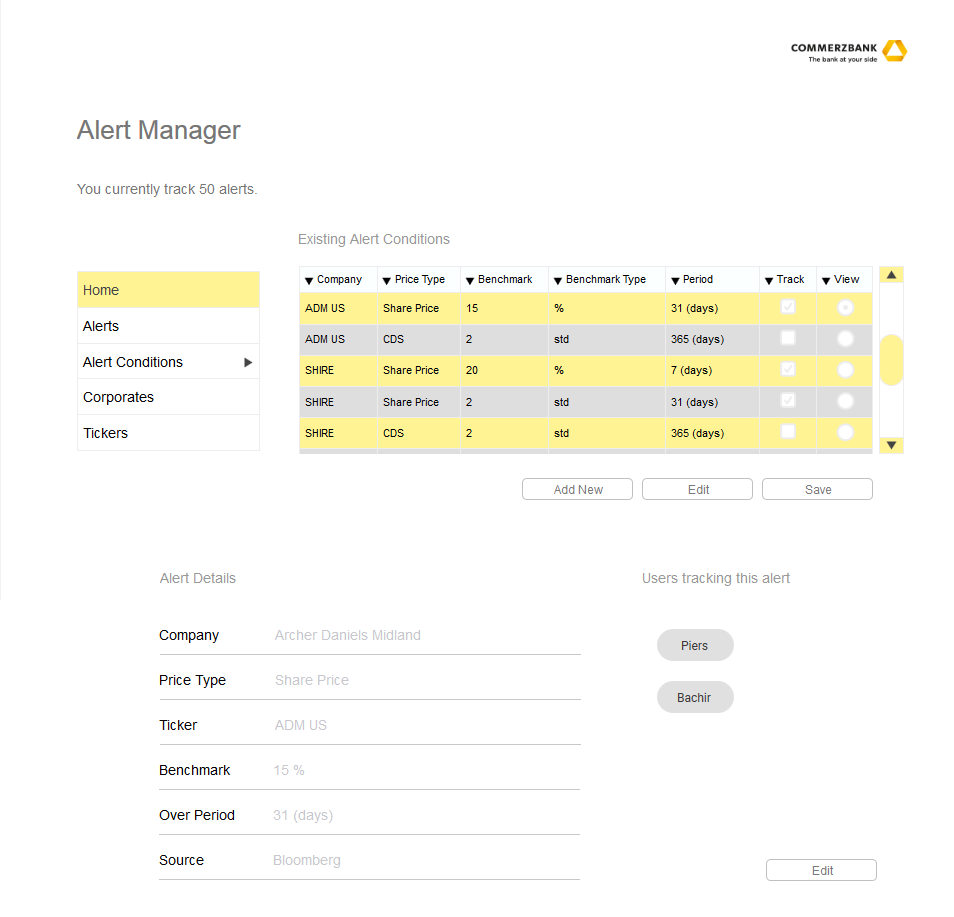 COMMERZBANK
The bank at your side
Alert Manager
You currently track 50 alerts.
Existing Alert Conditions
Home
Alerts
Alert Conditions
Corporates
Tickers
Company Price Type Benchmark Benchmark Type Period Track View
ADM US Share Price 15 % 31 (days)
ADM US CDS 2 std 365 (days)
SHIRE Share Price 20 % 7 (days)
SHIRE Share Price 2 std 31 (days)
SHIRE CDS 2 std 365 (days)
Add New Edit Save
Alert Details
Company Archer Daniels Midland
Price Type Share Price
Ticker ADM US
Benchmark 15 %
Over Period 31 (days)
Source Bloomberg
Users tracking this alert
Piers
Bachir
Edit